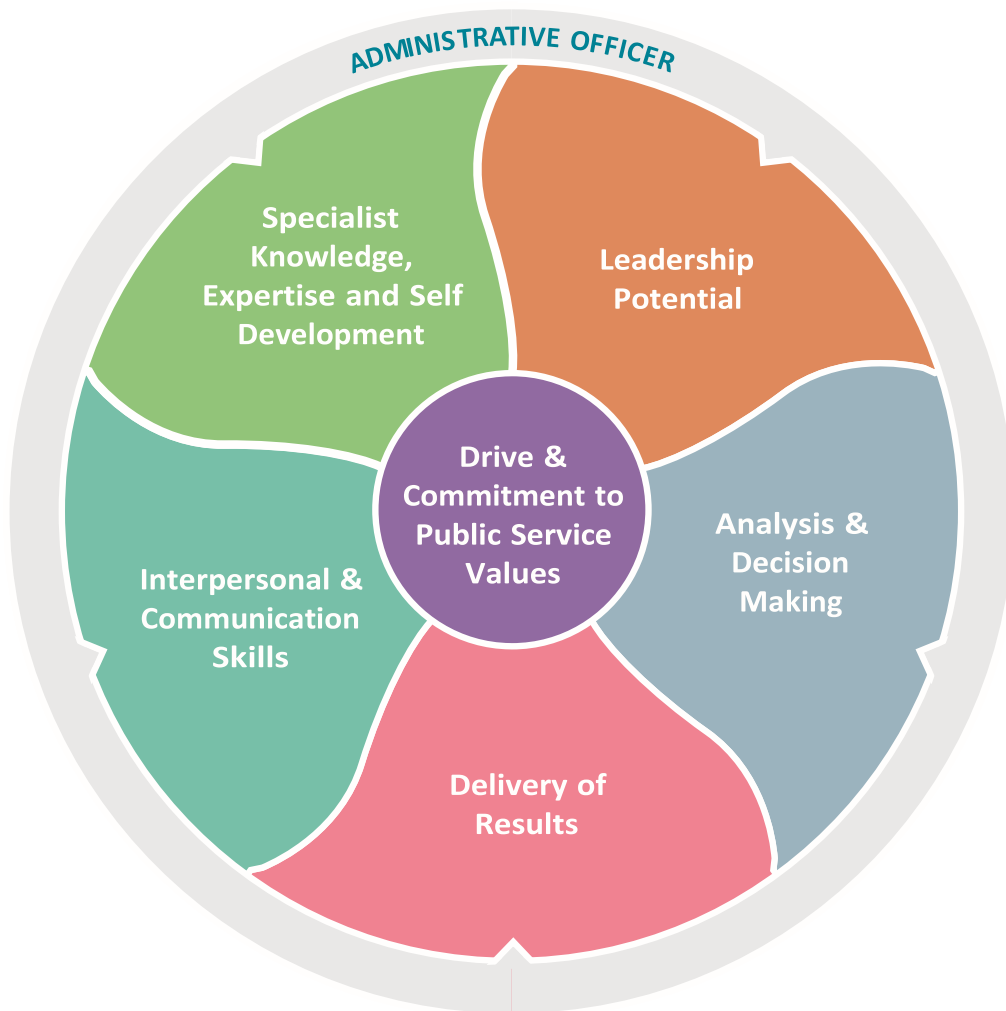 ADMINISTRATIVE OFFICER
Specialist
Knowledge,
Expertise and Self
Development
Leadership
Potential
Drive &
Commitment to
Public Service
Values
Analysis &
Decision
Making
Interpersonal &
Communication
Skills
Delivery of
Results